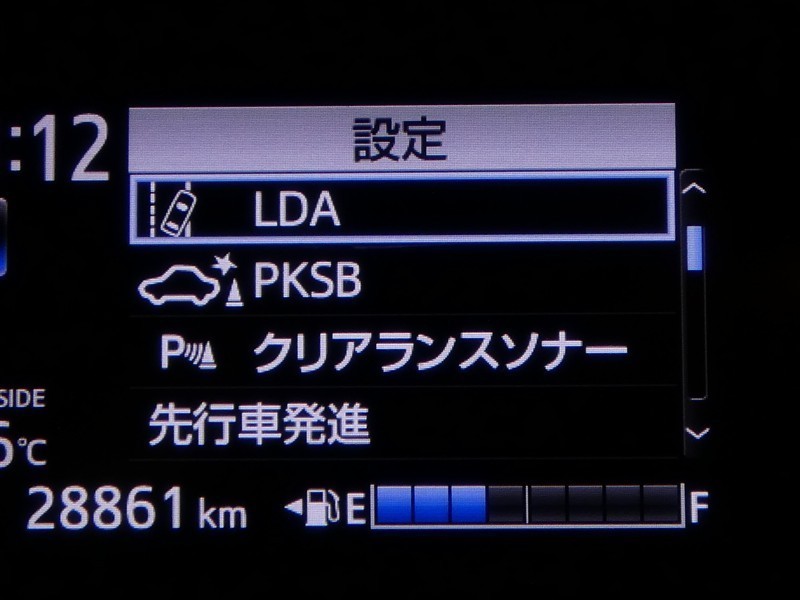 :12
設定
LDA
PKSB
P クリアランスソナー
先行車発進
SIDE
℃
28861 km
E F